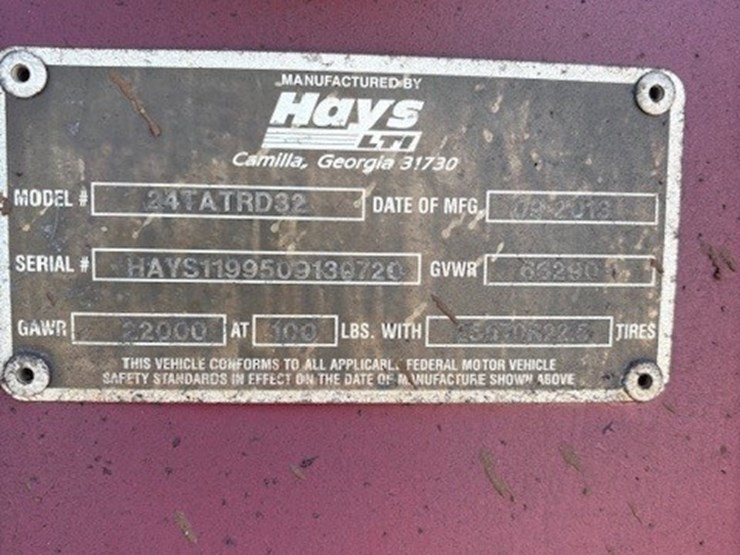 MANUFACTURED BY
Hays
LTI
Camilla, Georgia 31730
MODEL # 24TATRD32 DATE OF MFG. 09-2013
SERIAL # HAYS1199509130720 GVWR 66290
GAWR 22000 AT 100 LBS. WITH TIRES
THIS VEHICLE CONFORMS TO ALL APPLICABLE FEDERAL MOTOR VEHICLE
SAFETY STANDARDS IN EFFECT ON THE DATE OF MANUFACTURE SHOWN ABOVE